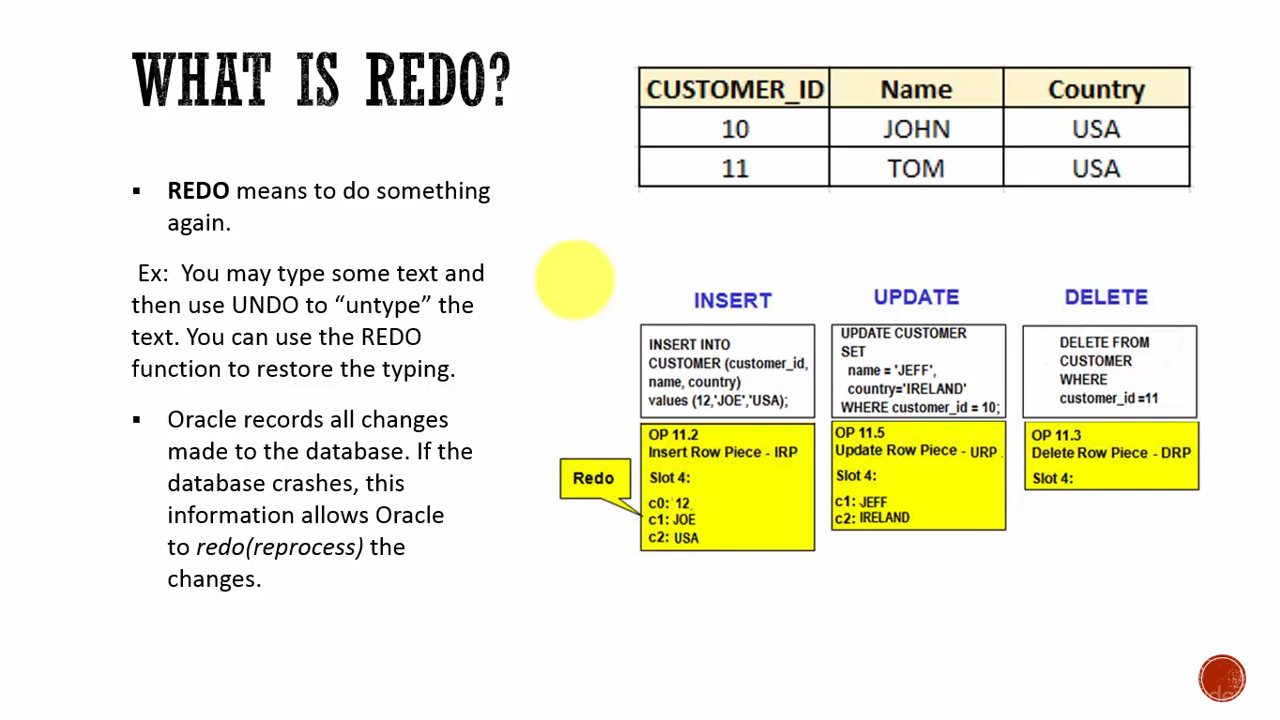 WHAT IS REDO?
▪ REDO means to do something
again.
Ex: You may type some text and
then use UNDO to “untype” the
text. You can use the REDO
function to restore the typing.
▪ Oracle records all changes
made to the database. If the
database crashes, this
information allows Oracle
to redo(reprocess) the
changes.
CUSTOMER_ID Name Country
10 JOHN USA
11 TOM USA
INSERT
INSERT INTO
CUSTOMER (customer_id,
name, country)
values (12,'JOE','USA);
OP 11.2
Insert Row Piece - IRP
Slot 4:
c0: '12,
c1: JOE
c2: USA
Redo
UPDATE
UPDATE CUSTOMER
SET
name = 'JEFF',
country='IRELAND'
WHERE customer_id = 10;
OP 11.5
Update Row Piece - URP
Slot 4:
c1: JEFF
c2: IRELAND
DELETE
DELETE FROM
CUSTOMER
WHERE
customer_id =11
OP 11.3
Delete Row Piece - DRP
Slot 4: